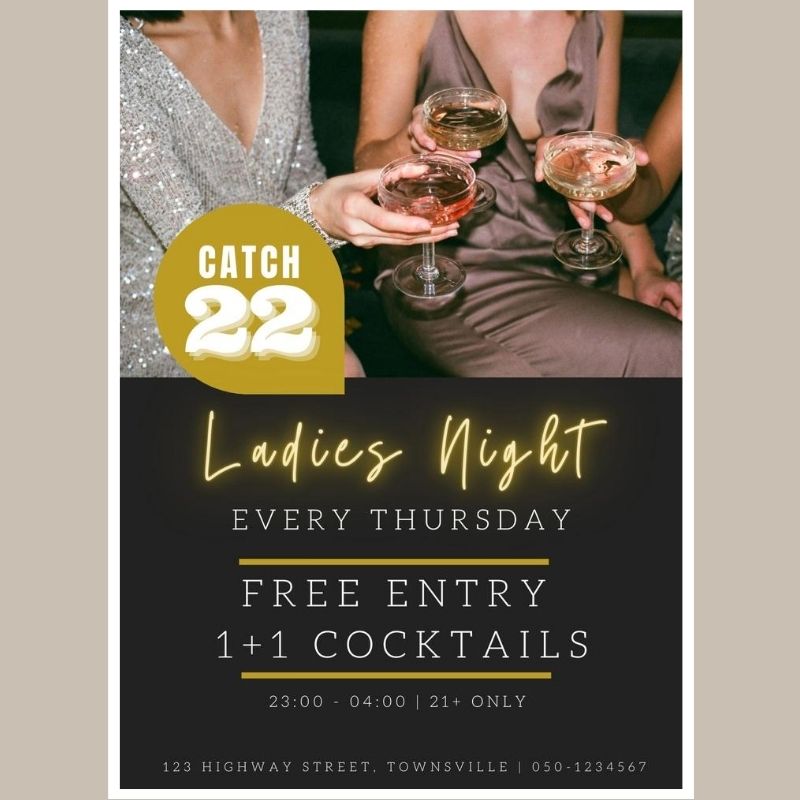 CATCH
22
Ladies Night
EVERY THURSDAY
FREE ENTRY
1+1 COCKTAILS
23:00 - 04:00 | 21+ ONLY
123 HIGHWAY STREET, TOWNSVILLE | 050-1234567